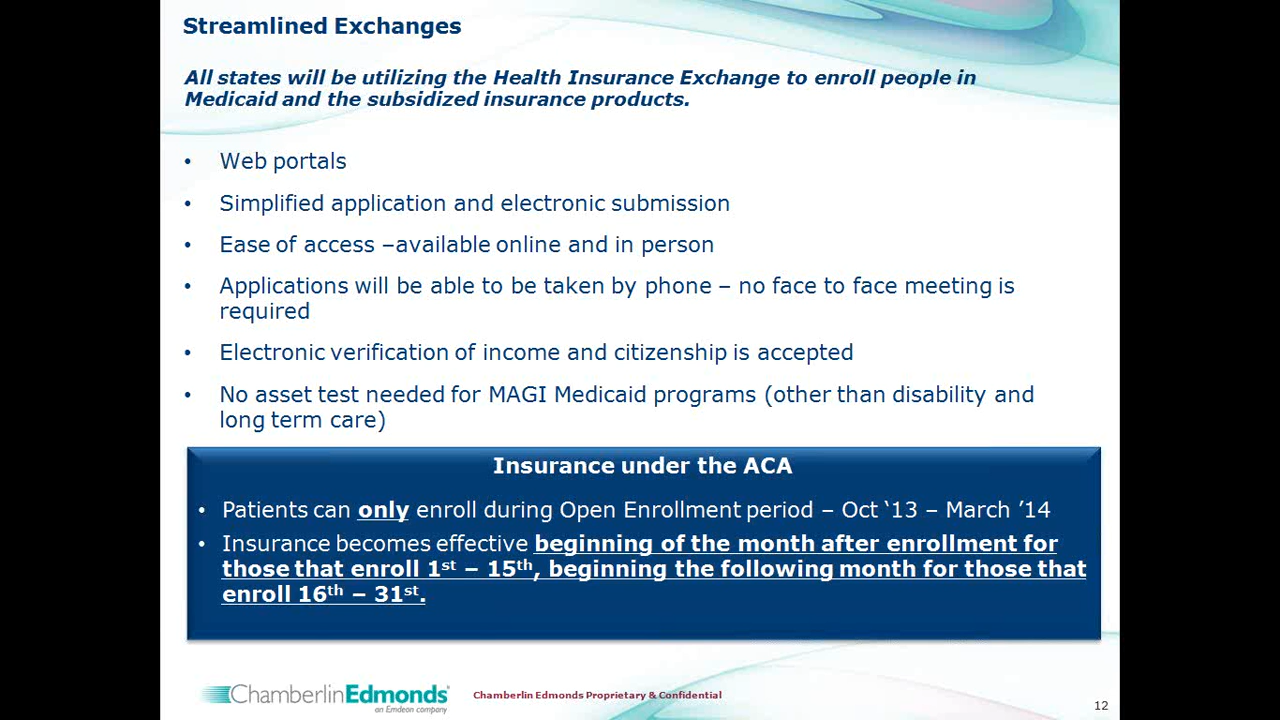 Streamlined Exchanges
All states will be utilizing the Health Insurance Exchange to enroll people in
Medicaid and the subsidized insurance products.
• Web portals
• Simplified application and electronic submission
• Ease of access –available online and in person
• Applications will be able to be taken by phone – no face to face meeting is
required
• Electronic verification of income and citizenship is accepted
• No asset test needed for MAGI Medicaid programs (other than disability and
long term care)
Insurance under the ACA
• Patients can only enroll during Open Enrollment period – Oct ‘13 – March ’14
• Insurance becomes effective beginning of the month after enrollment for
those that enroll 1st – 15th, beginning the following month for those that
enroll 16th – 31st.
ChamberlinEdmonds
an Emdeon company
Chamberlin Edmonds Proprietary & Confidential
12